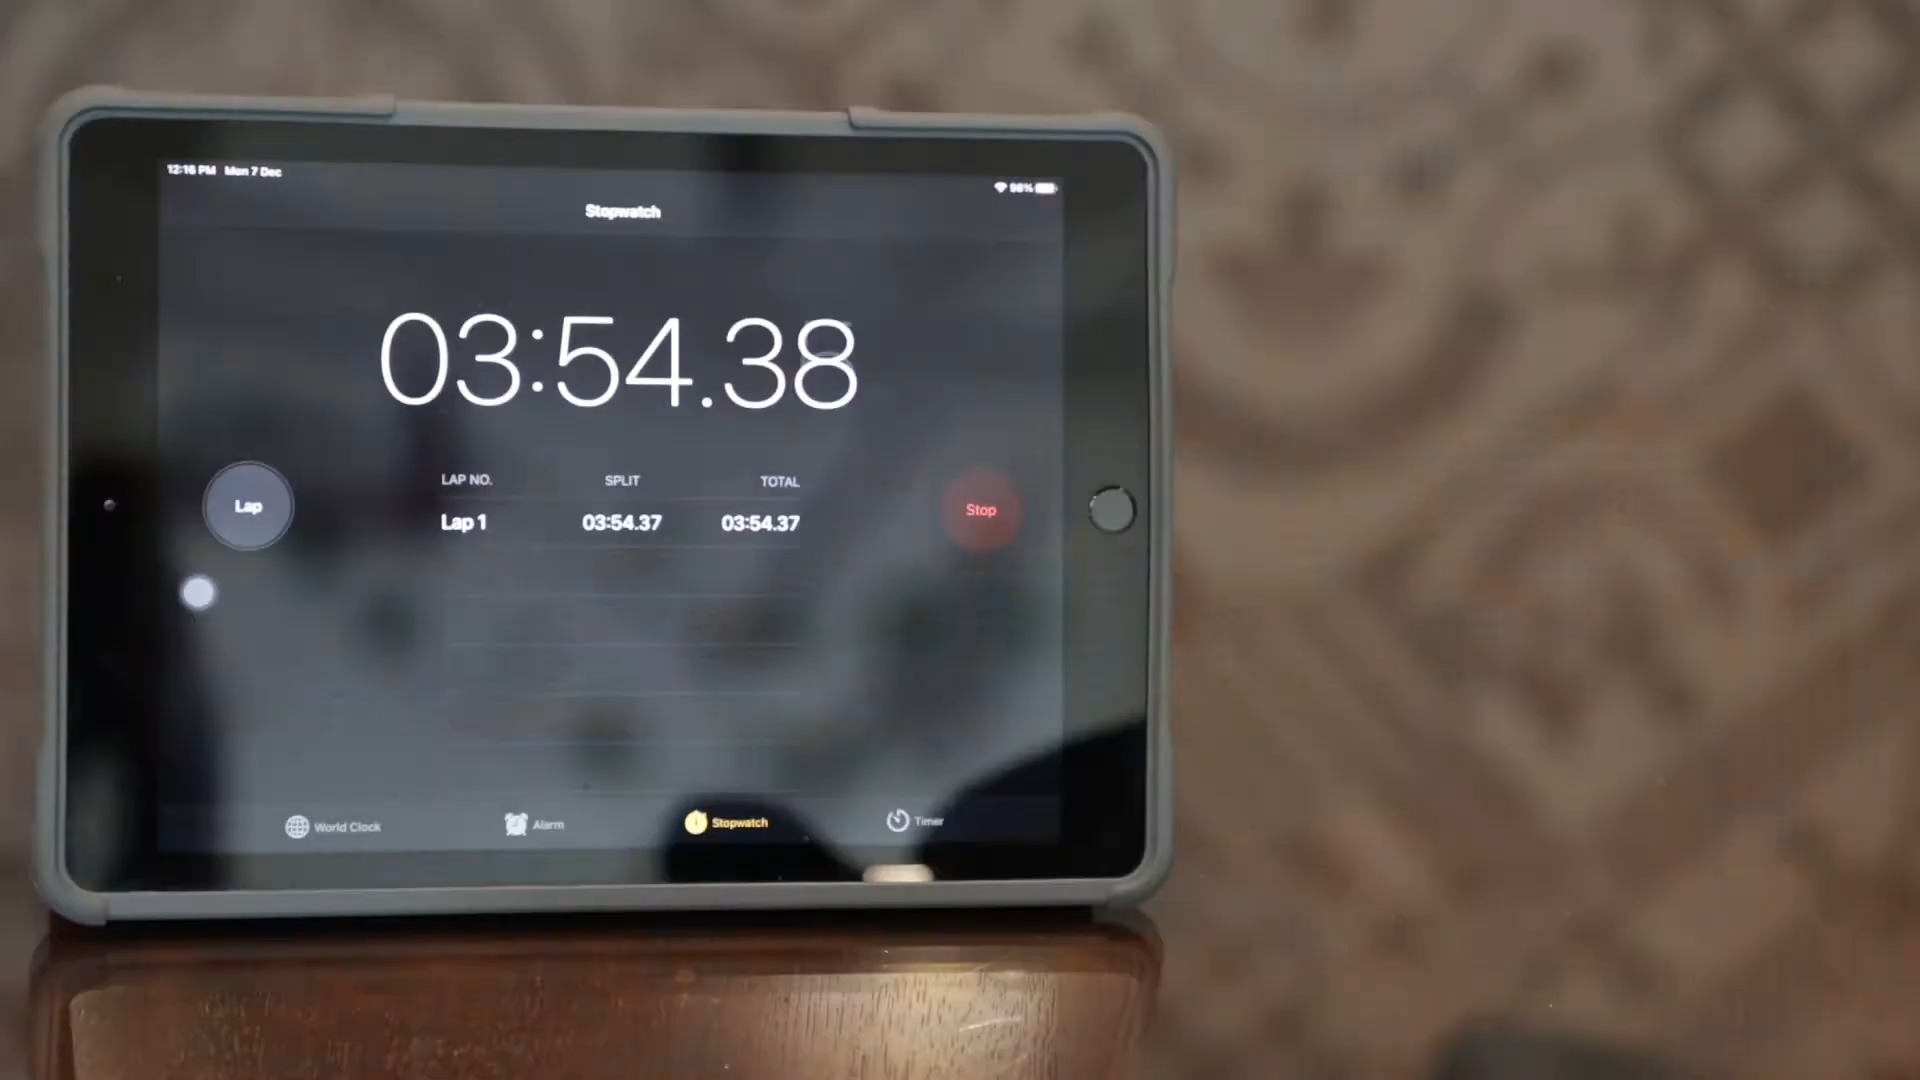 12:16 PM Mon 7 Dec
98%
Stopwatch
03:54.38
LAP NO. SPLIT TOTAL
Lap
Lap 1 03:54.37 03:54.37
Stop
World Clock Alarm Stopwatch Timer